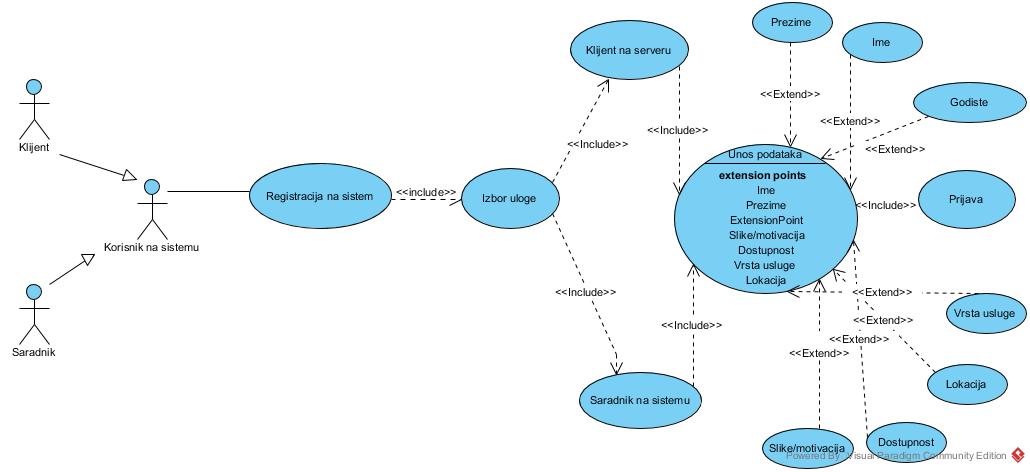 Prezime
Ime
Klijent na serveru
Klijent
<<Extend>>
<<Extend>>
Godiste
<<Include>>
<<Include>>
<<Extend>>
Unos podataka
extension points
Ime
Prezime
ExtensionPoint
Slike/motivacija
Dostupnost
Vrsta usluge
Lokacija
Registracija na sistem
<<include>>
Izbor uloge
<<Include>>
Prijava
Korisnik na sistemu
<<Include>>
<<Extend>>
Vrsta usluge
<<Extend>>
<<Include>>
<<Extend>>
Saradnik
<<Extend>>
Lokacija
Saradnik na sistemu
Slike/motivacija
Dostupnost
Powered By Visual Paradigm Community Edition